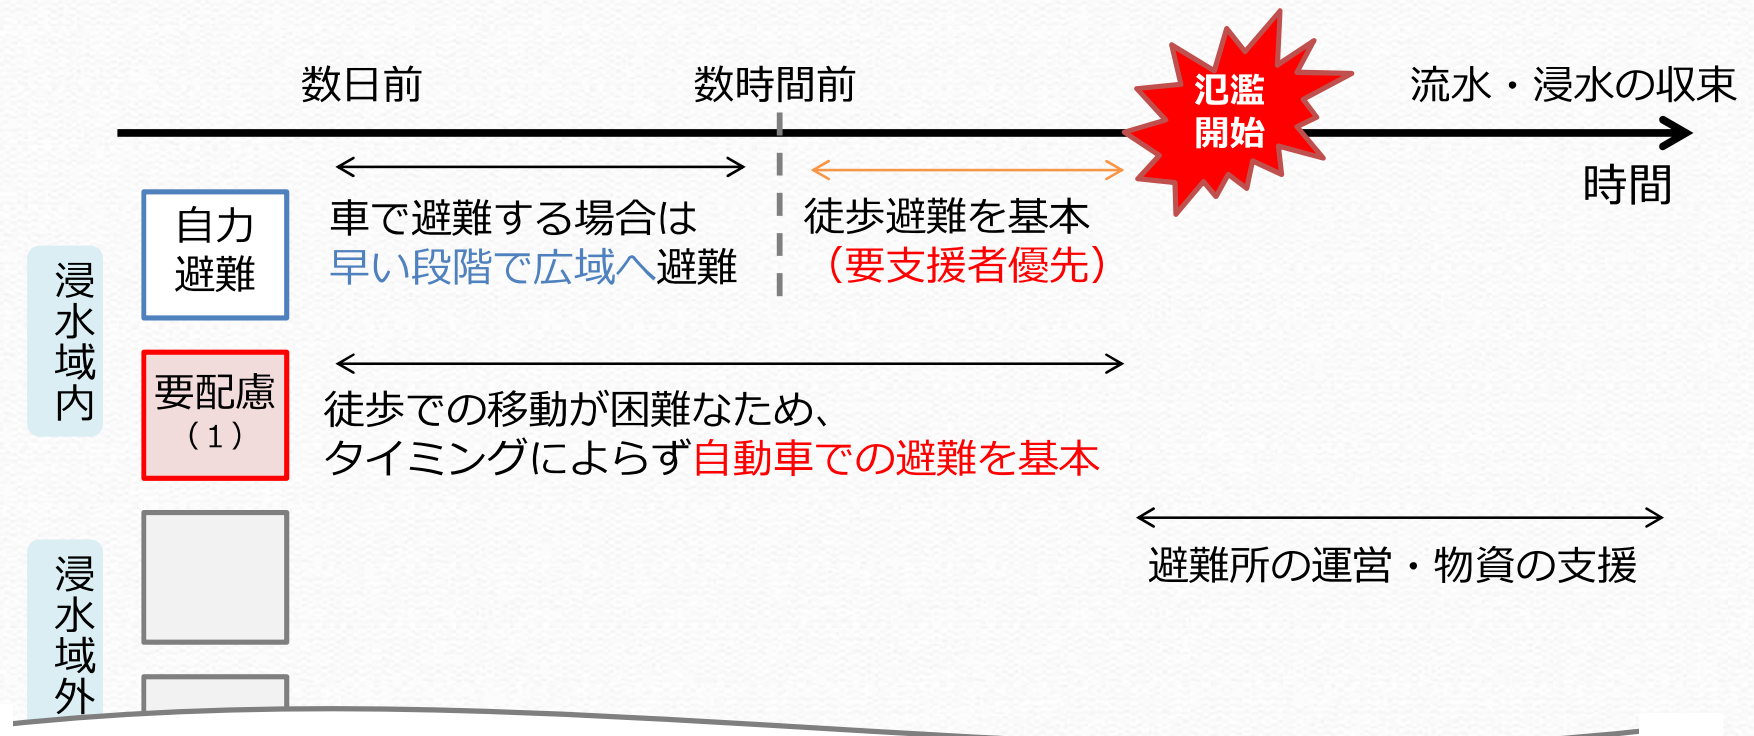 数日前
数時間前
氾濫
開始
流水・浸水の収束
時間
浸水域内
自力
避難
車で避難する場合は
早い段階で広域へ避難
徒歩避難を基本
（要支援者優先）
要配慮
（１）
徒歩での移動が困難なため、
タイミングによらず自動車での避難を基本
浸水域外
避難所の運営・物資の支援